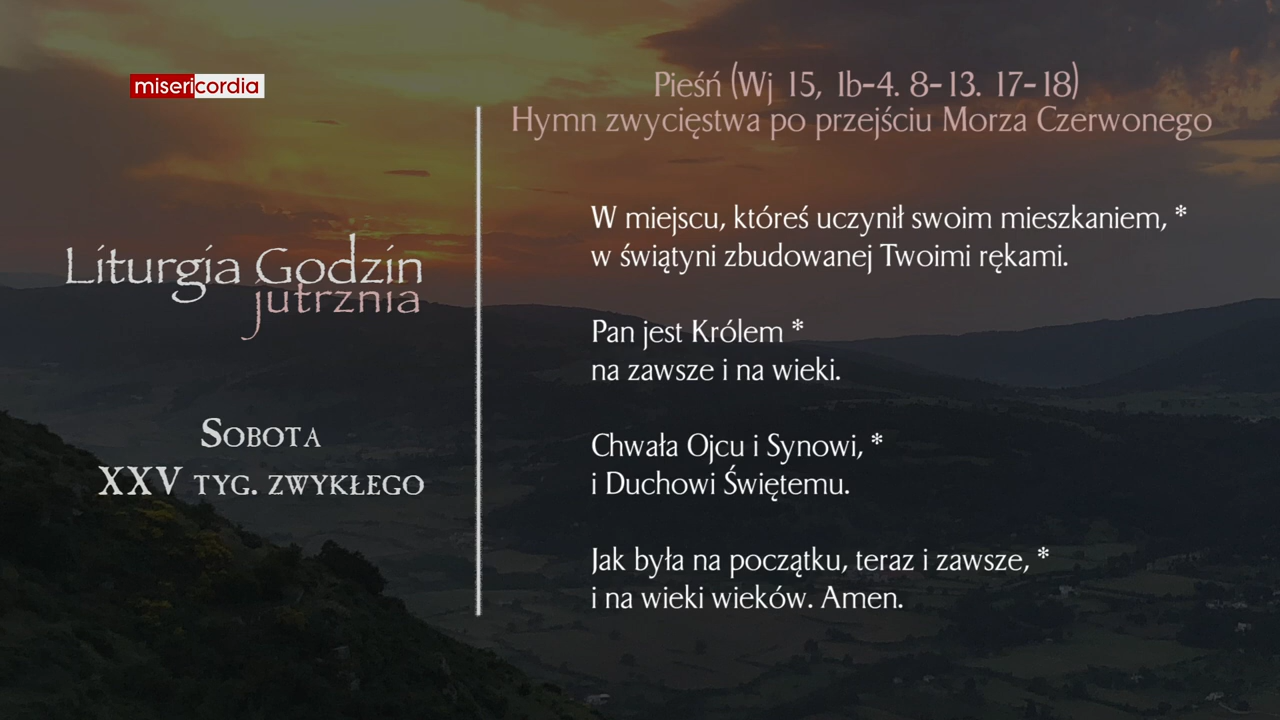 misericordia
Liturgia Godzin
jutrznia
Sobota
XXV tyg. zwykłego
Pieśń (Wj 15, 1b-4. 8-13. 17-18)
Hymn zwycięstwa po przejściu Morza Czerwonego
W miejscu, któreś uczynił swoim mieszkaniem, *
w świątyni zbudowanej Twoimi rękami.
Pan jest Królem *
na zawsze i na wieki.
Chwała Ojcu i Synowi, *
i Duchowi Świętemu.
Jak była na początku, teraz i zawsze, *
i na wieki wieków. Amen.